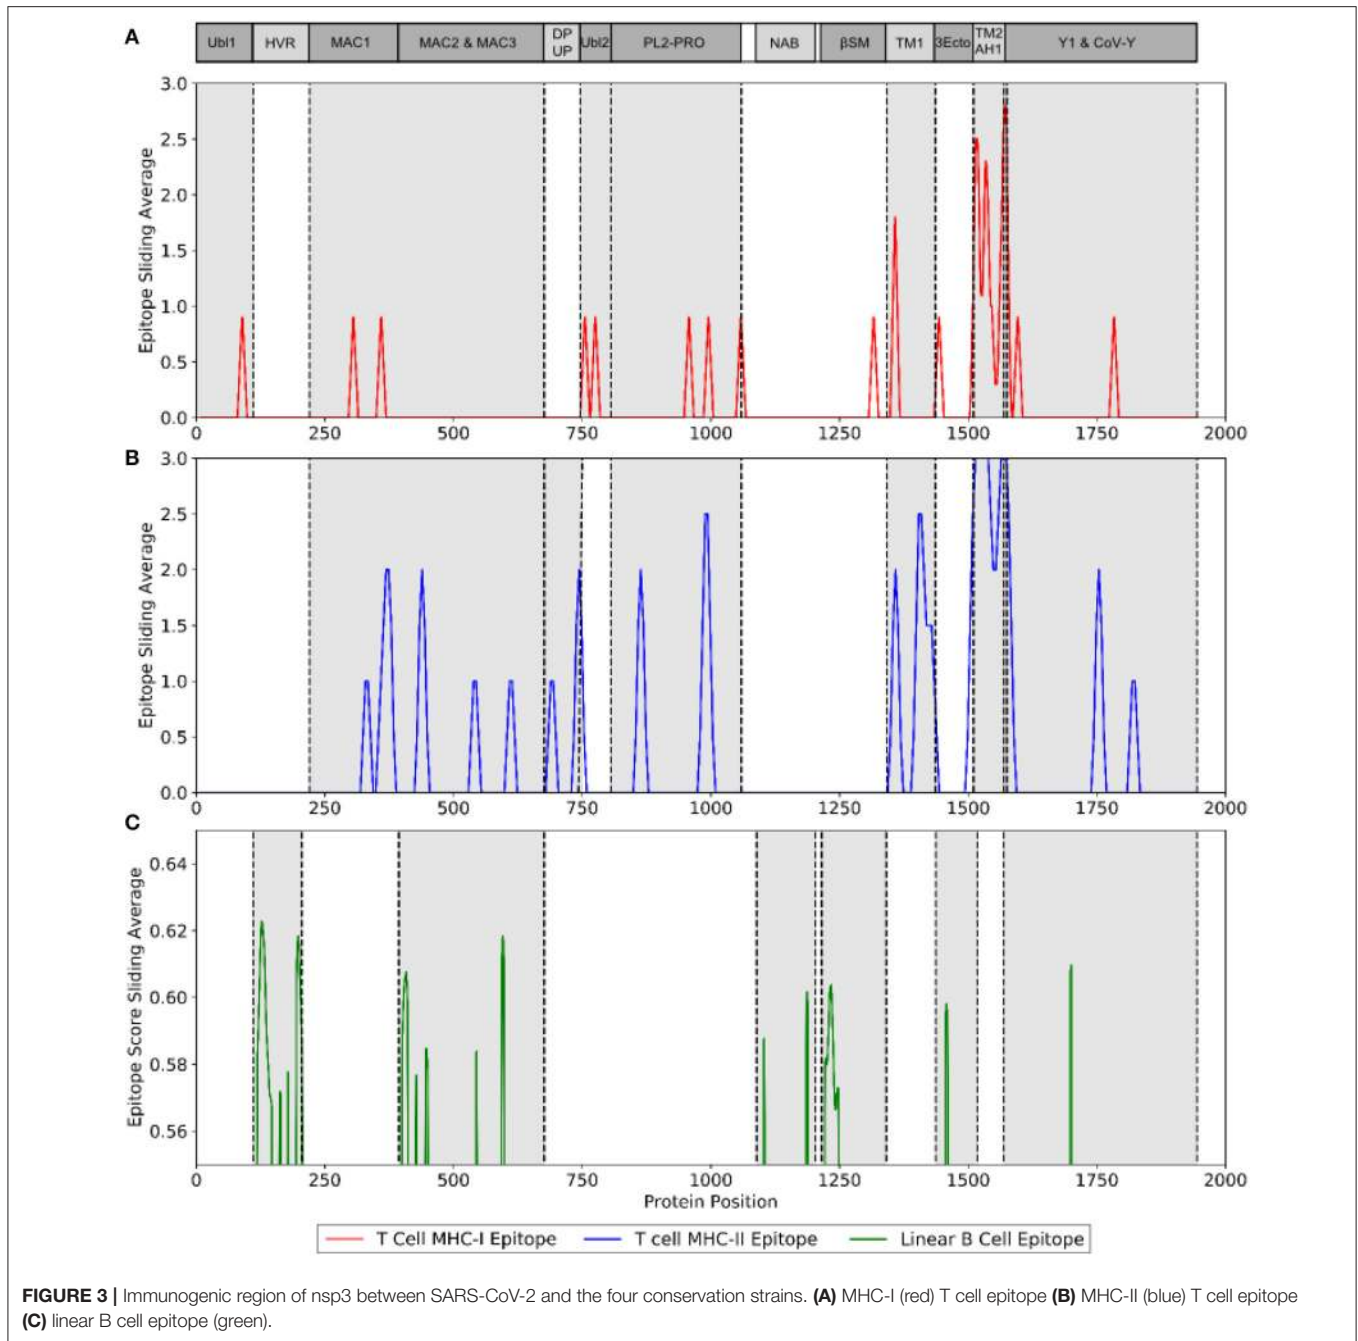 A
Ubl1 HVR MAC1 MAC2 & MAC3 DP UP Ubl2 PL2-PRO NAB βSM TM1 3Ecto TM2 AH1 Y1 & CoV-Y
Epitope Sliding Average
3.0
2.5
2.0
1.5
1.0
0.5
0.0
0 250 500 750 1000 1250 1500 1750 2000
B
Epitope Sliding Average
3.0
2.5
2.0
1.5
1.0
0.5
0.0
0 250 500 750 1000 1250 1500 1750 2000
C
Epitope Score Sliding Average
0.64
0.62
0.60
0.58
0.56
0 250 500 750 1000 1250 1500 1750 2000
Protein Position
T Cell MHC-I Epitope T cell MHC-II Epitope Linear B Cell Epitope
FIGURE 3 | Immunogenic region of nsp3 between SARS-CoV-2 and the four conservation strains. (A) MHC-I (red) T cell epitope (B) MHC-II (blue) T cell epitope
(C) linear B cell epitope (green).